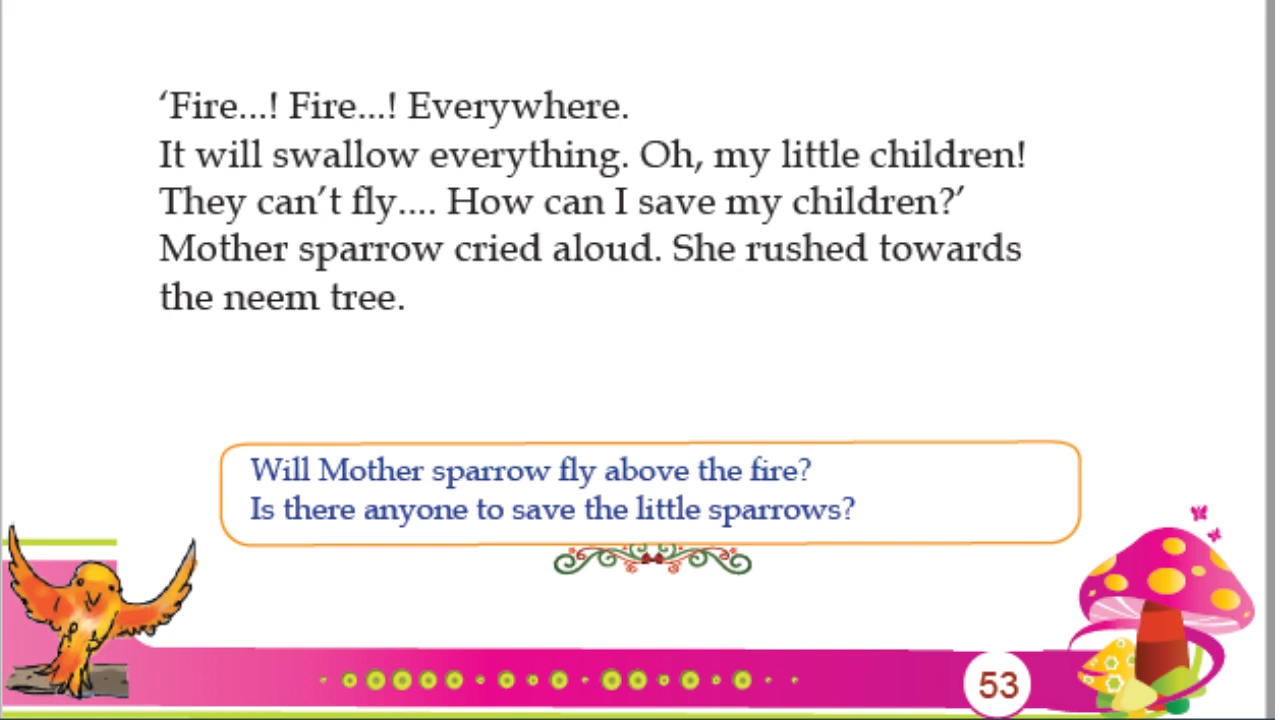 ‘Fire...! Fire...! Everywhere.
It will swallow everything. Oh, my little children!
They can’t fly.... How can I save my children?’
Mother sparrow cried aloud. She rushed towards
the neem tree.
Will Mother sparrow fly above the fire?
Is there anyone to save the little sparrows?
53